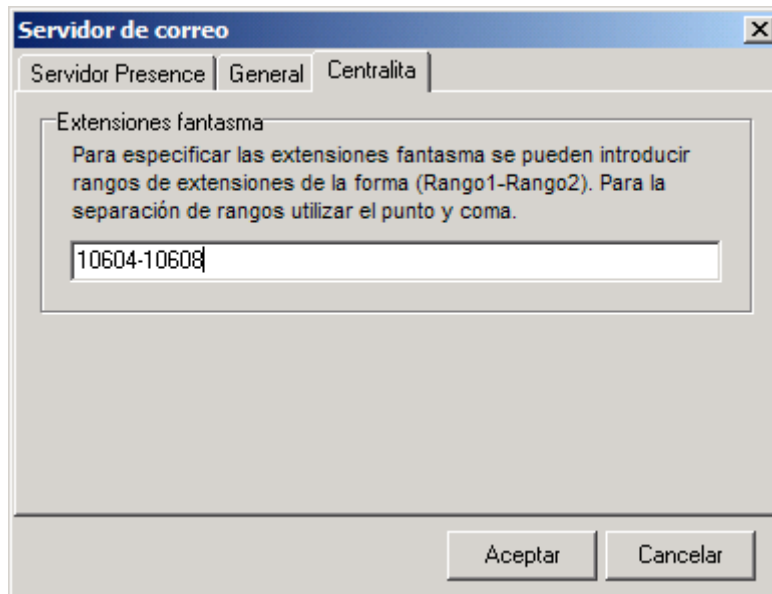 Servidor de correo
Servidor Presence General Centralita
Extensiones fantasma
Para especificar las extensiones fantasma se pueden introducir
rangos de extensiones de la forma (Rango1-Rango2). Para la
separación de rangos utilizar el punto y coma.
10604-10608
Aceptar Cancelar